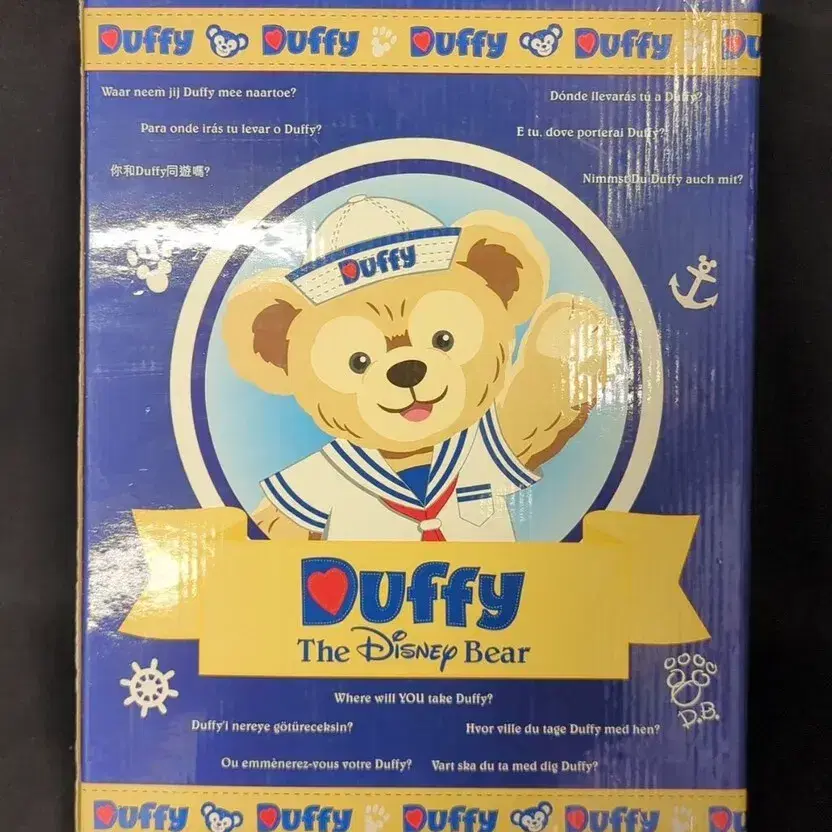 Duffy Duffy Duffy Duffy Du
Waar neem jij Duffy mee naartoe?
Dónde llevarás tú a Duffy?
Para onde irás tu levar o Duffy?
E tu, dove porterai Duffy?
你和Duffy同遊嗎?
Nimmst Du Duffy auch mit?
Duffy
Duffy
The Disney Bear
D.B.
Where will YOU take Duffy?
Duffy'i nereye götüreceksin?
Hvor ville du tage Duffy med hen?
Ou emmènerez-vous votre Duffy?
Vart ska du ta med dig Duffy?
Duffy Duffy Duffy Duffy Du